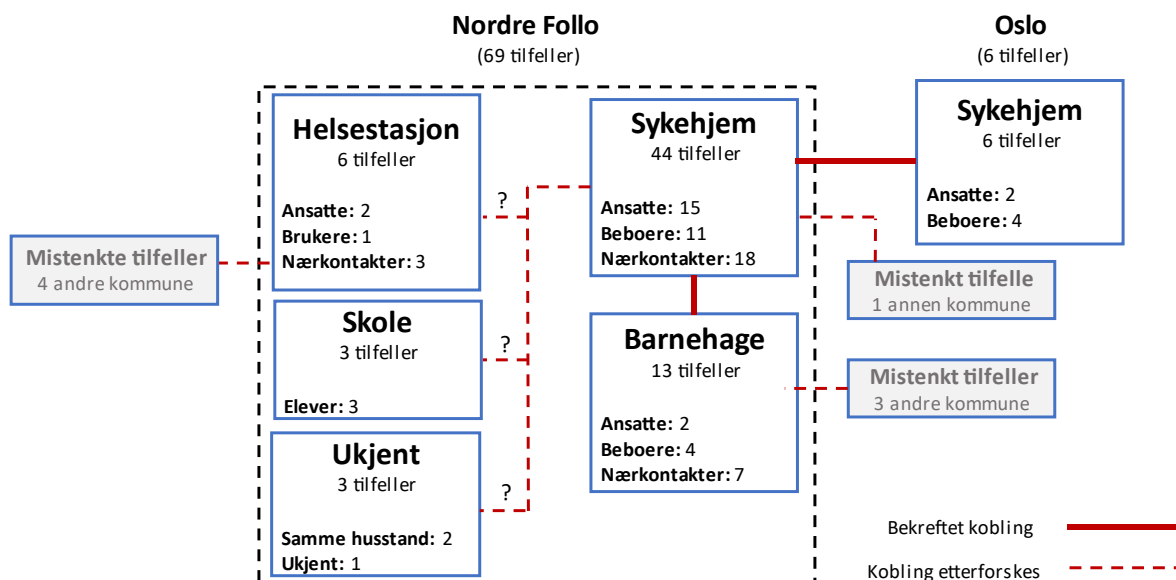 Nordre Follo
(69 tilfeller)
Oslo
(6 tilfeller)
Helsestasjon
6 tilfeller
Ansatte: 2
Brukere: 1
Nærkontakter: 3
Sykehjem
44 tilfeller
Ansatte: 15
Beboere: 11
Nærkontakter: 18
Sykehjem
6 tilfeller
Ansatte: 2
Beboere: 4
?
Mistenkte tilfeller
4 andre kommune
Mistenkt tilfelle
1 annen kommune
Skole
3 tilfeller
Elever: 3
?
Barnehage
13 tilfeller
Ansatte: 2
Beboere: 4
Nærkontakter: 7
Mistenkt tilfeller
3 andre kommune
Ukjent
3 tilfeller
Samme husstand: 2
Ukjent: 1
?
Bekreftet kobling
Kobling etterforskes